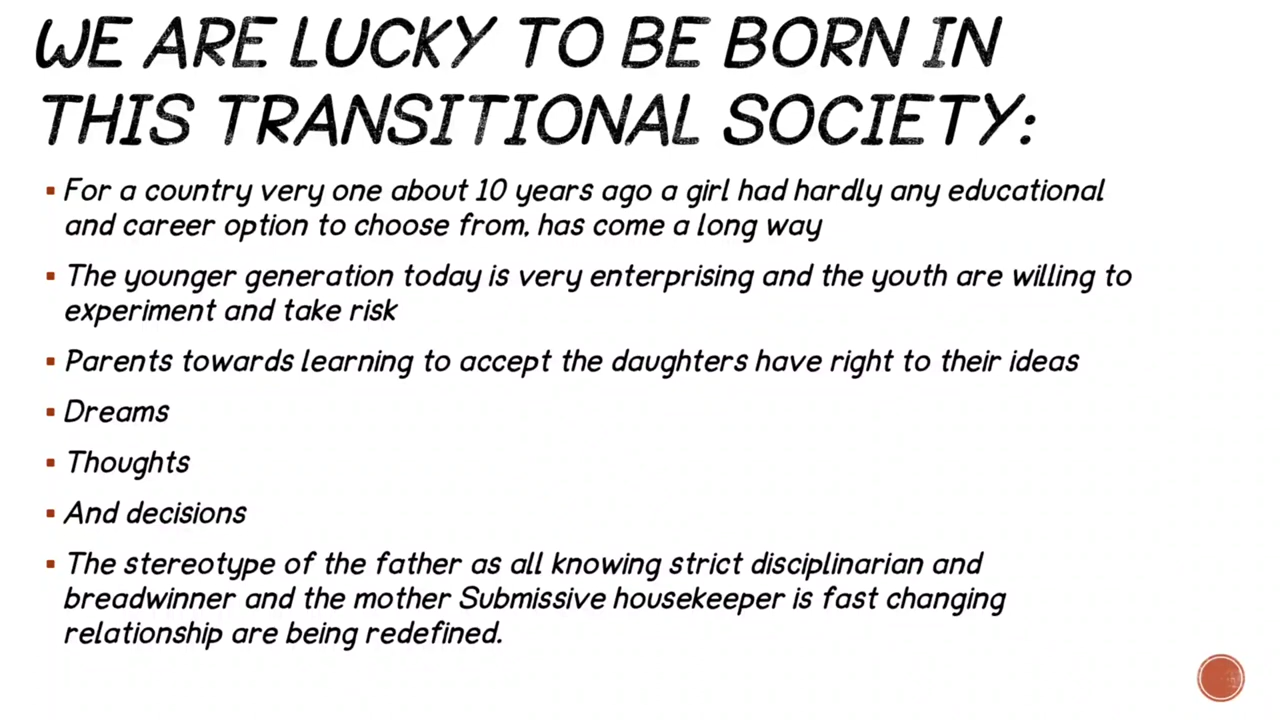 WE ARE LUCKY TO BE BORN IN
THIS TRANSITIONAL SOCIETY:
▪ For a country very one about 10 years ago a girl had hardly any educational
and career option to choose from, has come a long way
▪ The younger generation today is very enterprising and the youth are willing to
experiment and take risk
▪ Parents towards learning to accept the daughters have right to their ideas
▪ Dreams
▪ Thoughts
▪ And decisions
▪ The stereotype of the father as all knowing strict disciplinarian and
breadwinner and the mother Submissive housekeeper is fast changing
relationship are being redefined.